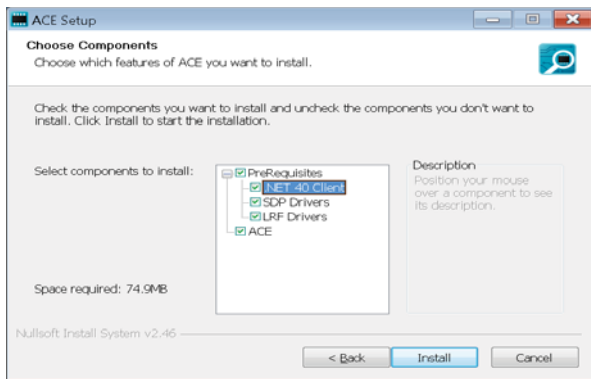 ACE Setup
Choose Components
Choose which features of ACE you want to install.
Check the components you want to install and uncheck the components you don't want to
install. Click Install to start the installation.
Select components to install:
PreRequisites
.NET 40 Client
SDP Drivers
LRF Drivers
ACE
Description
Position your mouse
over a component to see
its description.
Space required: 74.9MB
Nullsoft Install System v2.46
< Back
Install
Cancel